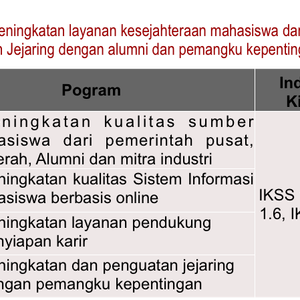 eningkatan layanan kesejahteraan mahasiswa da
Jejaring dengan alumni dan pemangku kepenting
Pogram
In
Ki
ningkatan kualitas sumber
asiswa dari pemerintah pusat,
erah, Alumni dan mitra industri
ningkatan kualitas Sistem Informasi
asiswa berbasis online
IKSS
1.6, IK
ningkatan layanan pendukung
nyiapan karir
ningkatan dan penguatan jejaring
ngan pemangku kepentingan